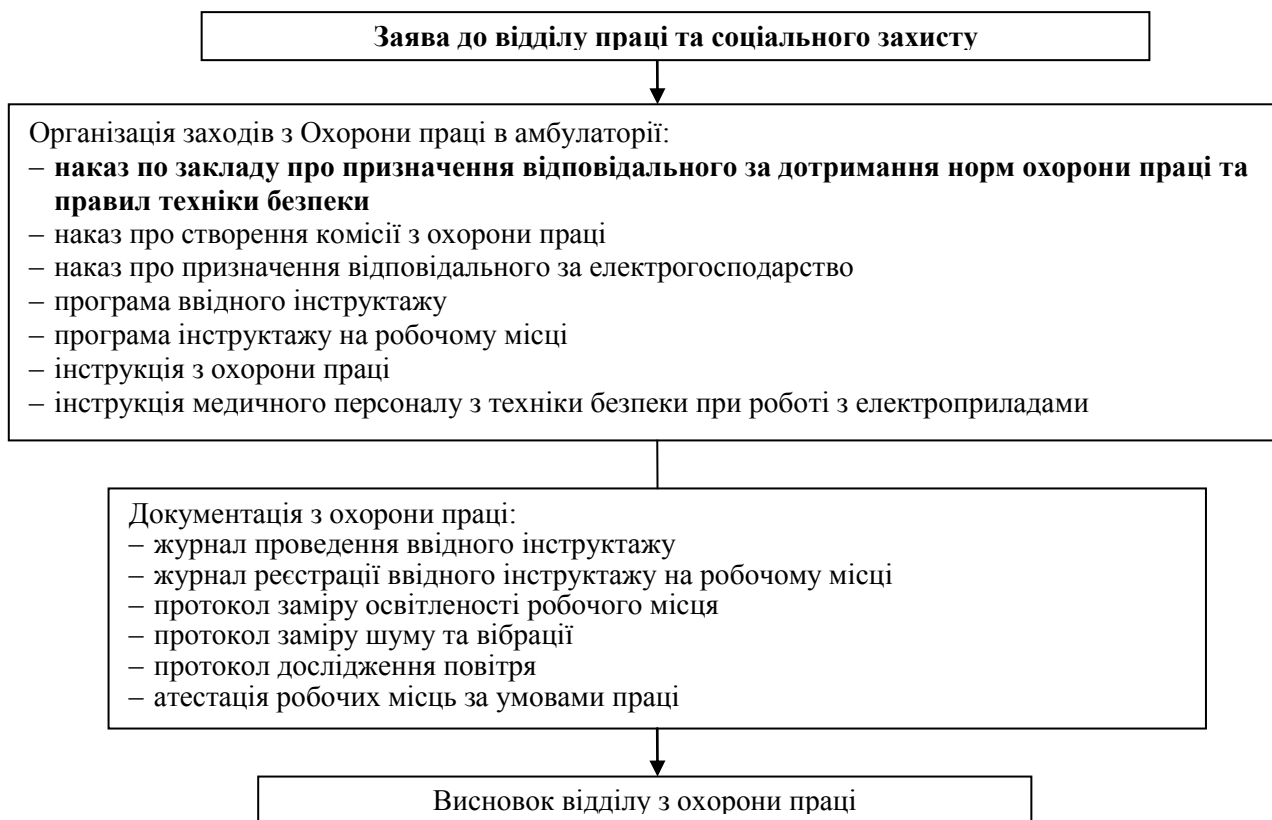 Заява до відділу праці та соціального захисту
Організація заходів з Охорони праці в амбулаторії:
– наказ по закладу про призначення відповідального за дотримання норм охорони праці та
правил техніки безпеки
– наказ про створення комісії з охорони праці
– наказ про призначення відповідального за електрогосподарство
– програма ввідного інструктажу
– програма інструктажу на робочому місці
– інструкція з охорони праці
– інструкція медичного персоналу з техніки безпеки при роботі з електроприладами
Документація з охорони праці:
– журнал проведення ввідного інструктажу
– журнал реєстрації ввідного інструктажу на робочому місці
– протокол заміру освітленості робочого місця
– протокол заміру шуму та вібрації
– протокол дослідження повітря
– атестація робочих місць за умовами праці
Висновок відділу з охорони праці